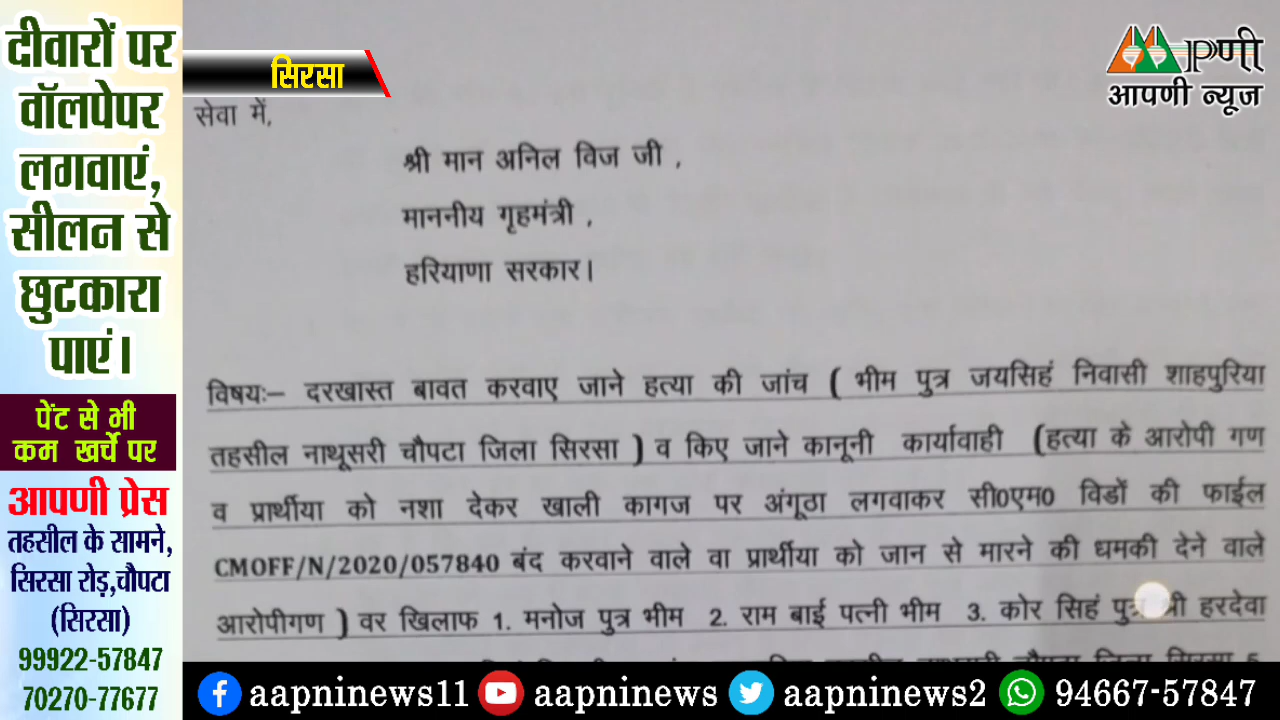 दीवारों पर
वॉलपेपर
लगवाएं,
सीलन से
छुटकारा
पाएं।
पेंट से भी
कम खर्चे पर
आपणी प्रेस
तहसील के सामने,
सिरसा रोड़,चौपटा
(सिरसा)
99922-57847
70270-77677
सिरसा
आपणी न्यूज
सेवा में,
श्री मान अनिल विज जी ,
माननीय गृहमंत्री ,
हरियाणा सरकार।
विषयः– दरखास्त बावत करवाए जाने हत्या की जांच ( भीम पुत्र जयसिहं निवासी शाहपुरिया
तहसील नाथूसरी चौपटा जिला सिरसा ) व किए जाने कानूनी कार्यावाही (हत्या के आरोपी गण
व प्रार्थीया को नशा देकर खाली कागज पर अंगूठा लगवाकर सी0एम0 विडों की फाईल
CMOFF/N/2020/057840 बंद करवाने वाले वा प्रार्थीया को जान से मारने की धमकी देने वाले
आरोपीगण ) वर खिलाफ 1. मनोज पुत्र भीम 2. राम बाई पत्नी भीम 3. कोर सिहं पुत्र श्री हरदेवा
aapninews11 aapninews aapninews2 94667-57847